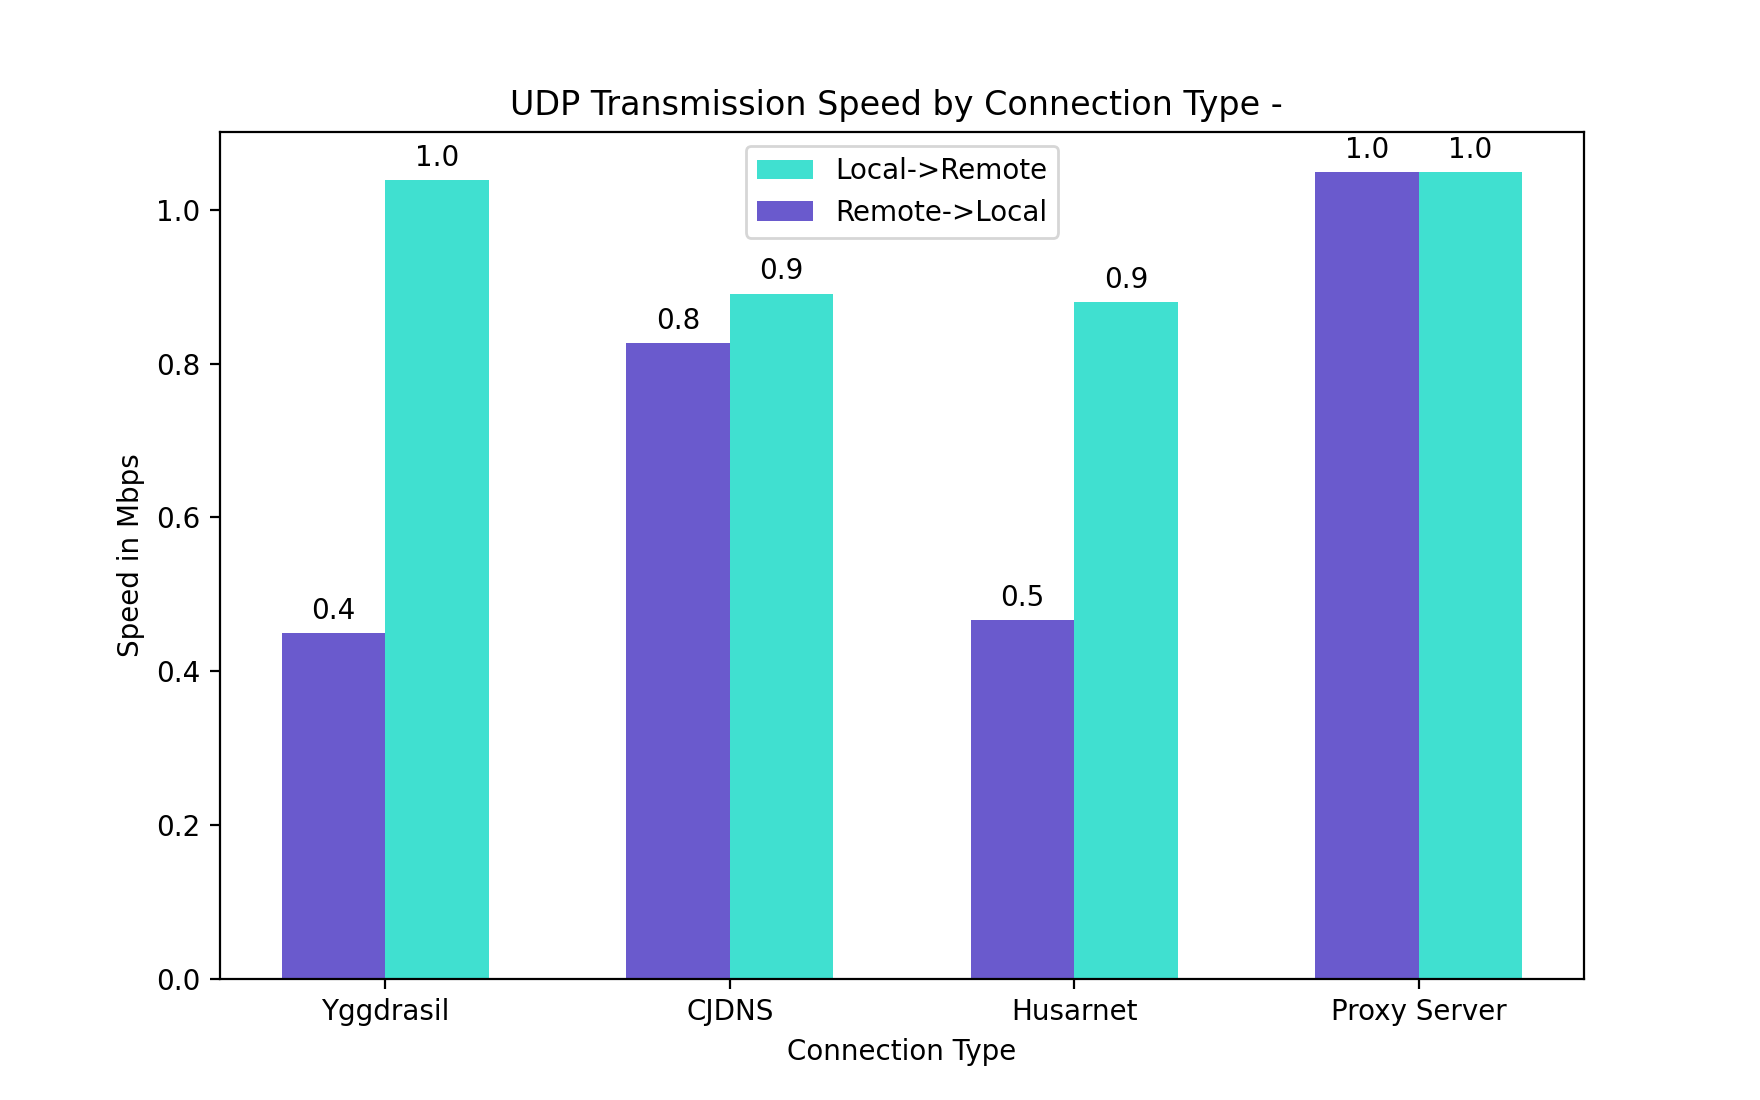 UDP Transmission Speed by Connection Type -
Local->Remote
Remote->Local
1.0
0.9
0.8
0.9
0.4
0.5
1.0
1.0
Speed in Mbps
1.0
0.8
0.6
0.4
0.2
0.0
Yggdrasil
CJDNS
Husarnet
Proxy Server
Connection Type